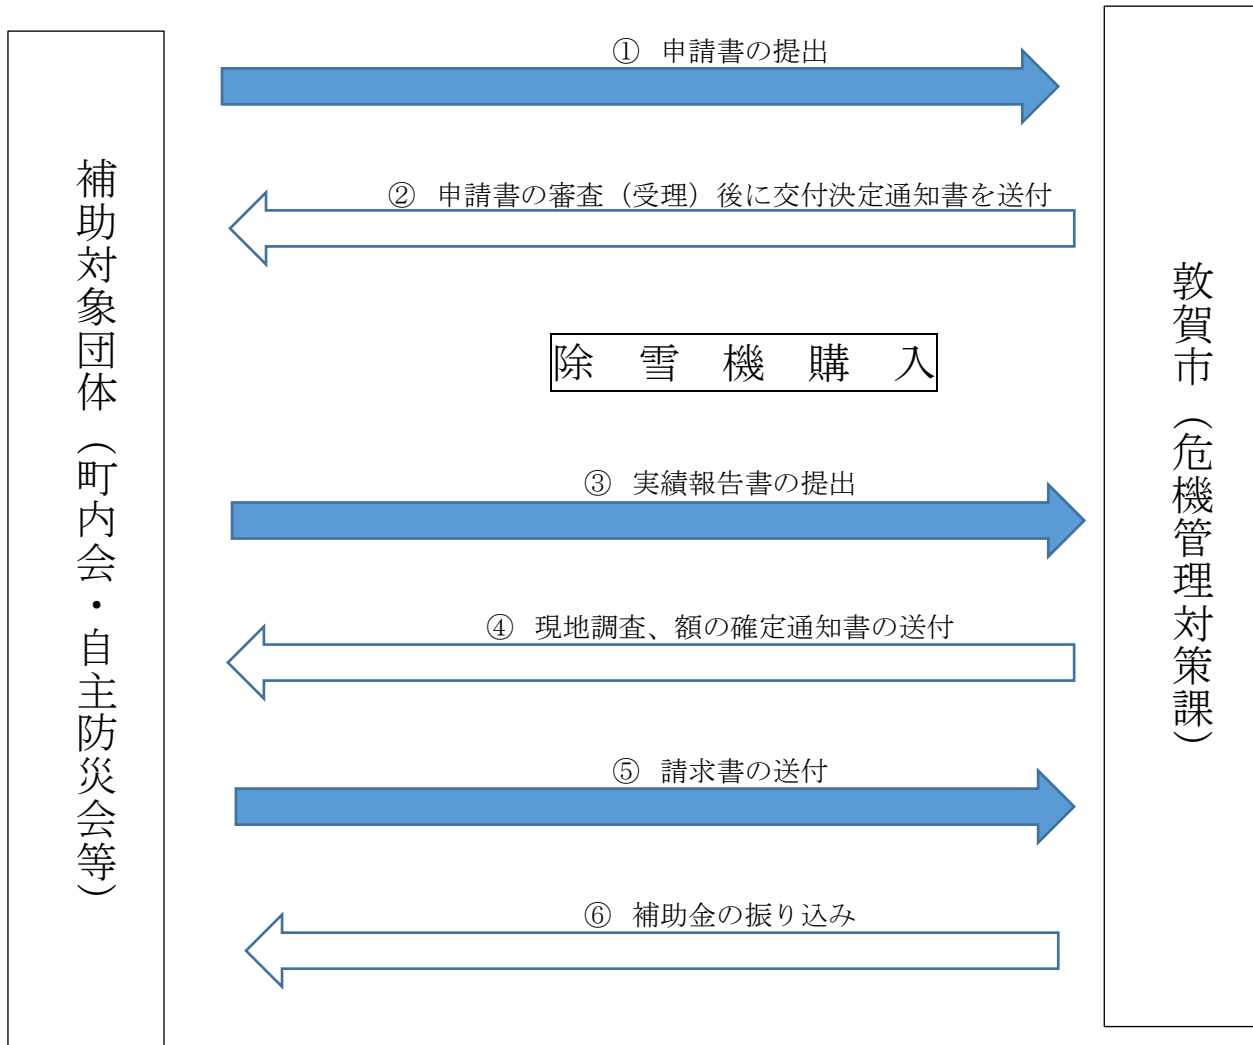 補助対象団体（町内会・自主防災会等）
① 申請書の提出
② 申請書の審査（受理）後に交付決定通知書を送付
除 雪 機 購 入
③ 実績報告書の提出
④ 現地調査、額の確定通知書の送付
⑤ 請求書の送付
⑥ 補助金の振り込み
敦賀市（危機管理対策課）